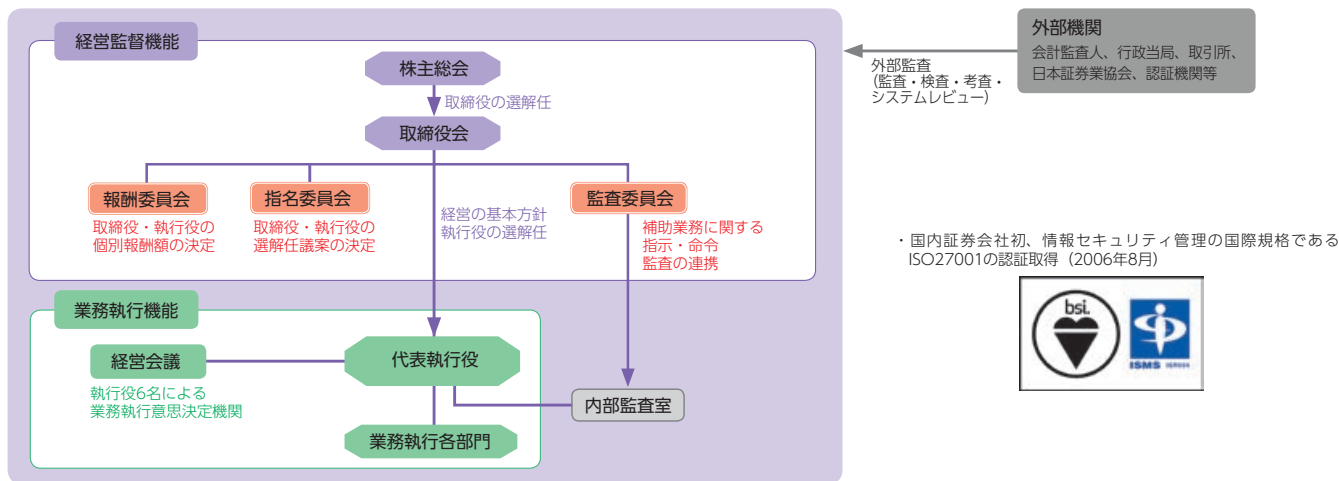 経営監督機能
株主総会
取締役の選解任
取締役会
報酬委員会
取締役・執行役の
個別報酬額の決定
指名委員会
取締役・執行役の
選解任議案の決定
経営の基本方針
執行役の選解任
監査委員会
補助業務に関する
指示・命令
監査の連携
業務執行機能
経営会議
執行役6名による
業務執行意思決定機関
代表執行役
業務執行各部門
内部監査室
外部監査
(監査・検査・考査・
システムレビュー)
外部機関
会計監査人、行政当局、取引所、
日本証券業協会、認証機関等
・国内証券会社初、情報セキュリティ管理の国際規格である
ISO27001の認証取得（2006年8月）
bsi.
ISMS